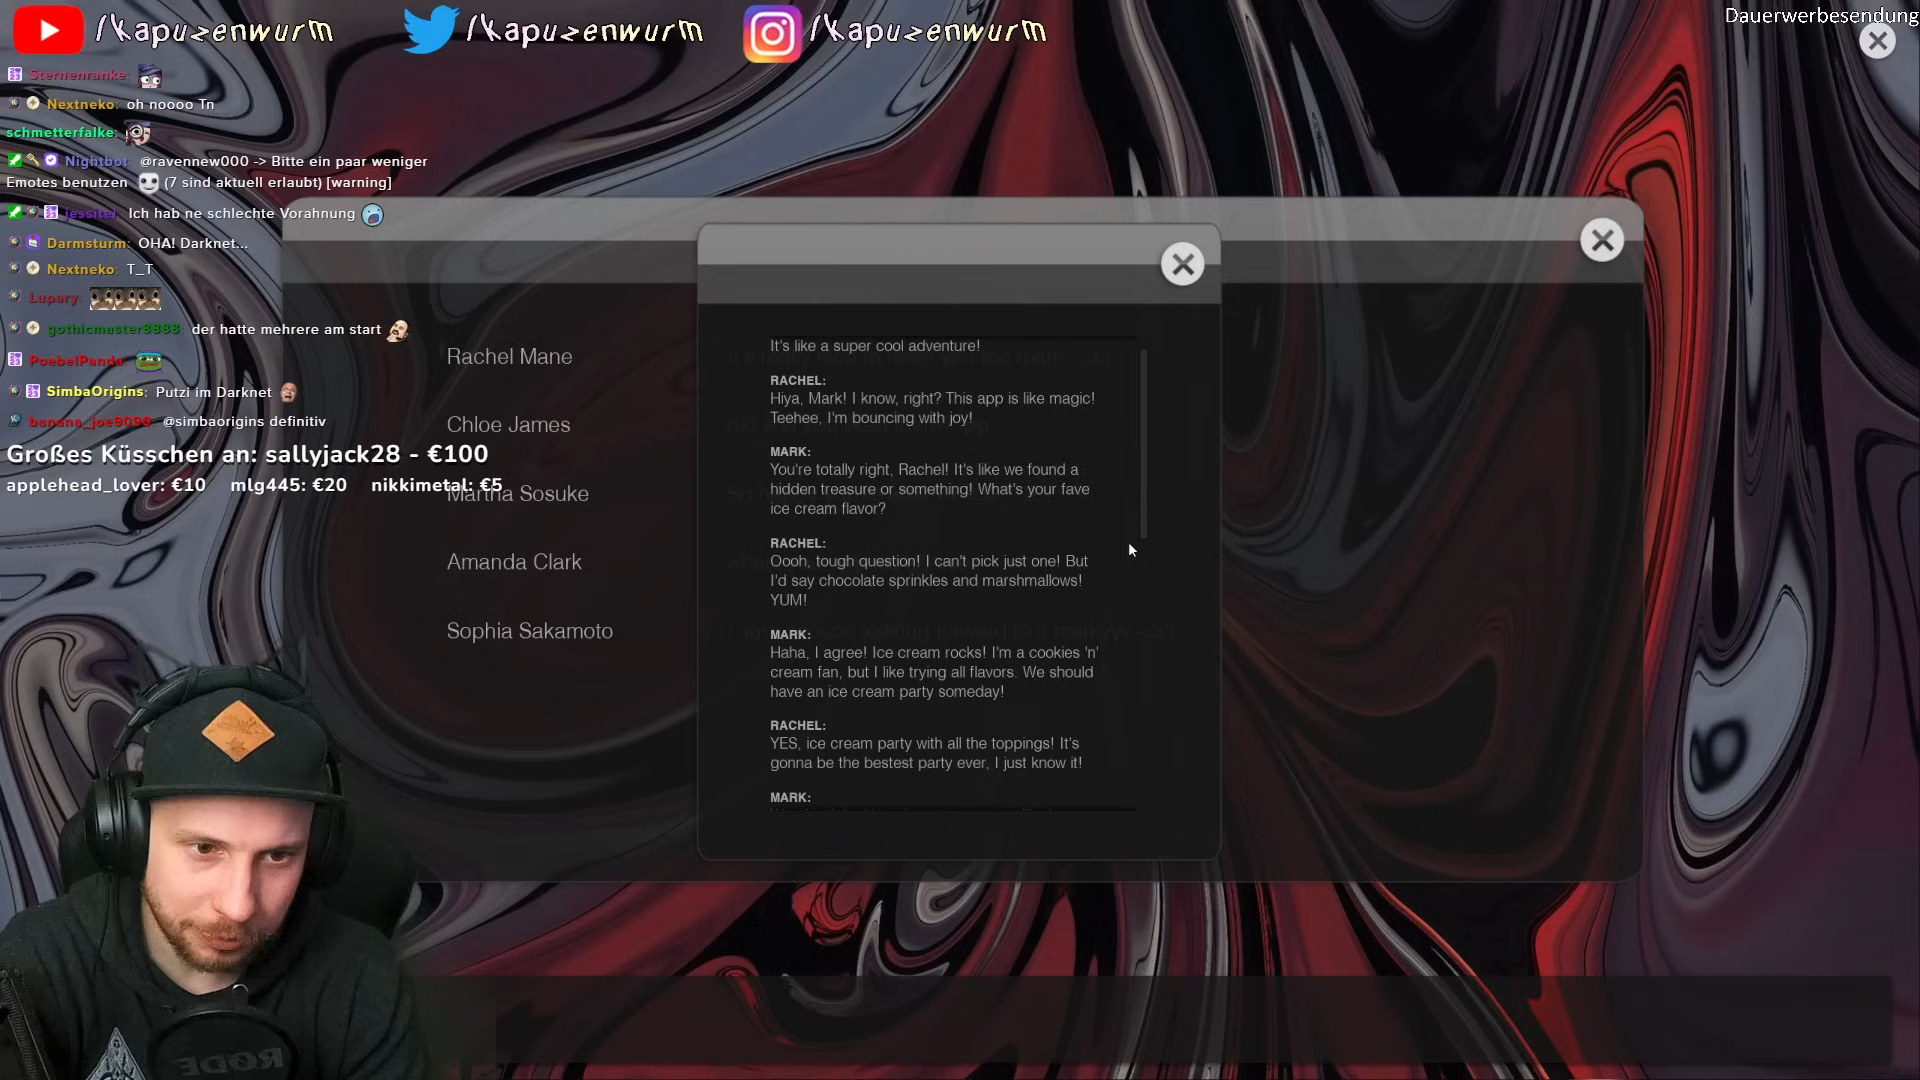 /kapuzenwurm
/kapuzenwurm
/kapuzenwurm
Dauerwerbesendung
Sternenranke:
Nextneko: oh noooo Tn
schmetterfalke:
Nightbot @ravennew000 -> Bitte ein paar weniger
Emotes benutzen (7 sind aktuell erlaubt) [warning]
jessitel: Ich hab ne schlechte Vorahnung
Darmsturm: OHA! Darknet...
Nextneko: T_T
Lupary:
gothicmaster8888: der hatte mehrere am start
PoebelPanda:
SimbaOrigins: Putzi im Darknet
banana_joe9099: @simbaorigins definitiv
Großes Küsschen an: sallyjack28 - €100
applehead_lover: €10 mlg445: €20 nikkimetal: €5
Rachel Mane
Chloe James
Martha Sosuke
Amanda Clark
Sophia Sakamoto
It's like a super cool adventure!
RACHEL:
Hiya, Mark! I know, right? This app is like magic!
Teehee, I'm bouncing with joy!
MARK:
You're totally right, Rachel! It's like we found a
hidden treasure or something! What's your fave
ice cream flavor?
RACHEL:
Oooh, tough question! I can't pick just one! But
I'd say chocolate sprinkles and marshmallows!
YUM!
MARK:
Haha, I agree! Ice cream rocks! I'm a cookies 'n'
cream fan, but I like trying all flavors. We should
have an ice cream party someday!
RACHEL:
YES, ice cream party with all the toppings! It's
gonna be the bestest party ever, I just know it!
MARK:
RØDE